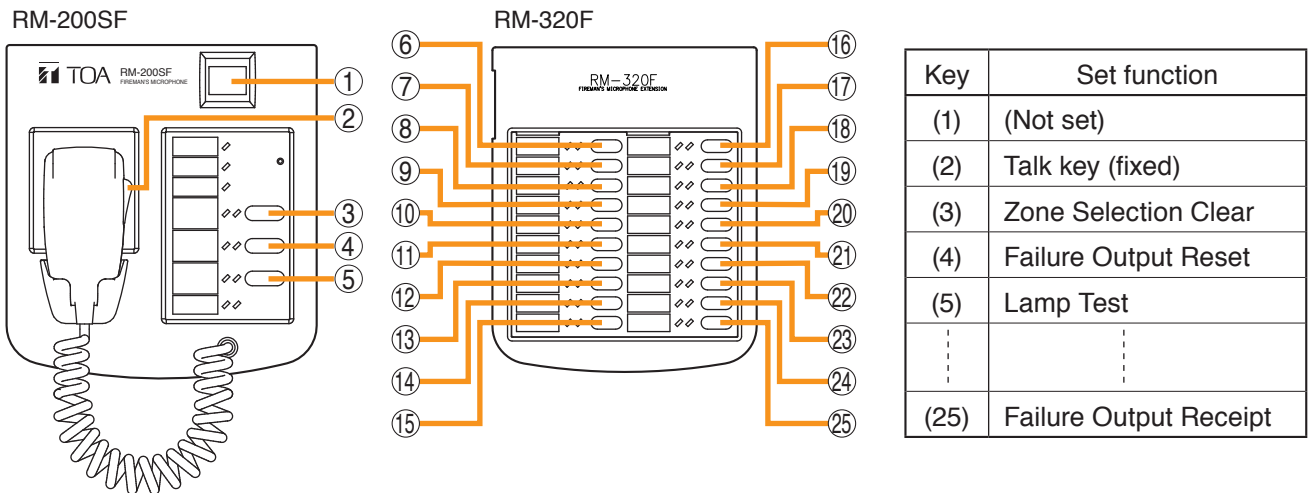 RM-200SF
TOA RM-200SF
FIREMAN'S MICROPHONE
①
②
③
④
⑤
RM-320F
RM-320F
FIREMAN'S MICROPHONE EXTENSION
⑥
⑦
⑧
⑨
⑩
⑪
⑫
⑬
⑭
⑮
⑯
⑰
⑱
⑲
⑳
㉑
㉒
㉓
㉔
㉕
Key Set function
(1) (Not set)
(2) Talk key (fixed)
(3) Zone Selection Clear
(4) Failure Output Reset
(5) Lamp Test
(25) Failure Output Receipt